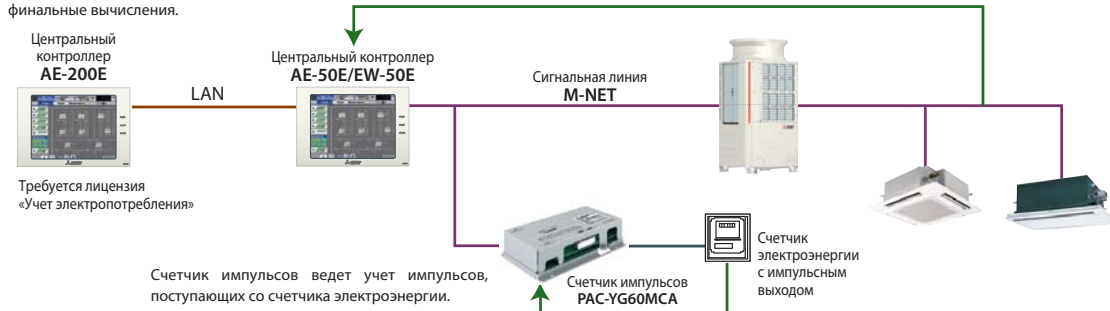 финальные вычисления.
Центральный
контроллер
AE-200E
LAN
Центральный контроллер
AE-50E/EW-50E
Сигнальная линия
M-NET
Требуется лицензия
«Учет электропотребления»
Счетчик импульсов ведет учет импульсов,
поступающих со счетчика электроэнергии.
Счетчик импульсов
PAC-YG60MCA
Счетчик
электроэнергии
с импульсным
выходом